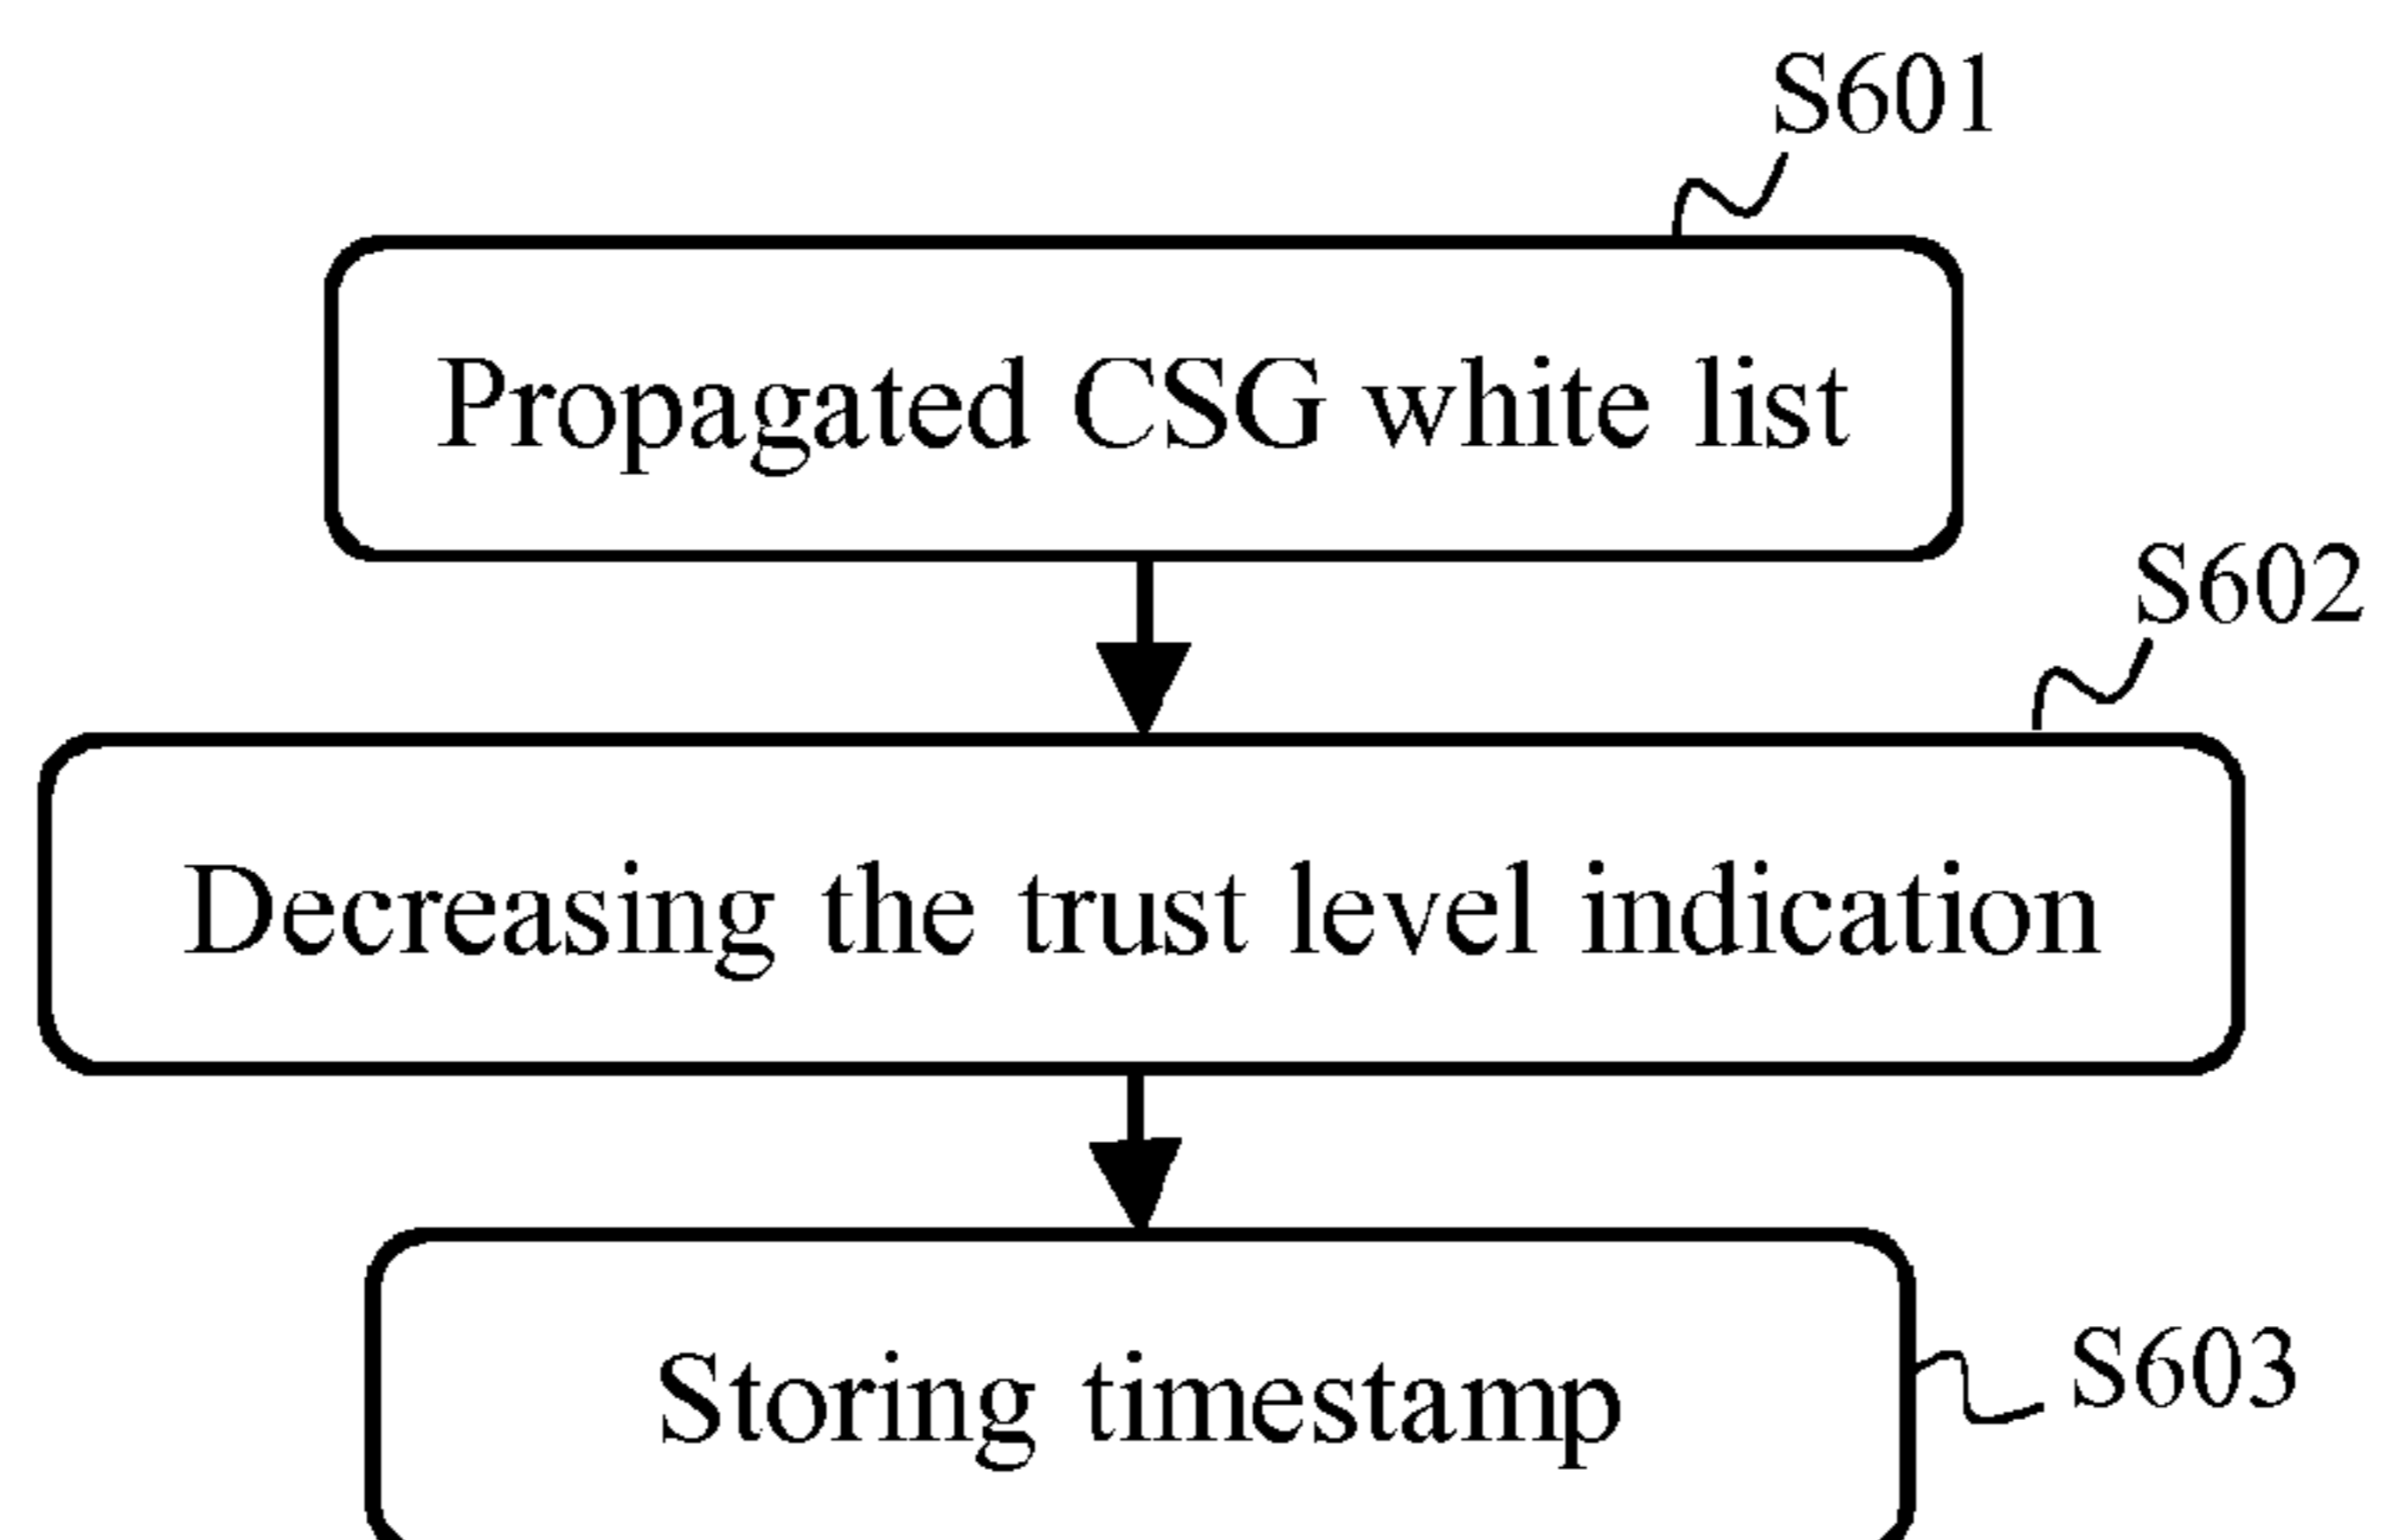 S601
Propagated CSG white list
S602
Decreasing the trust level indication
Storing timestamp
S603